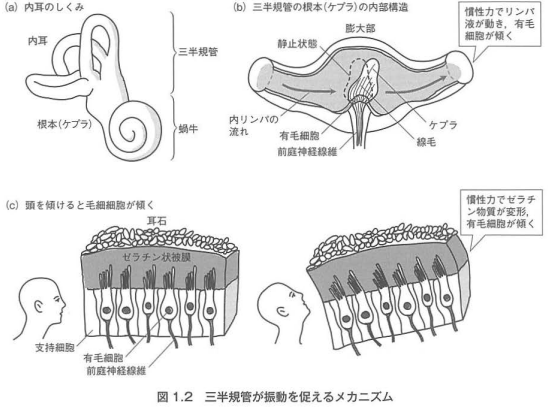 (a) 内耳のしくみ
内耳
三半規管
根本(ケプラ)
蝸牛
(b) 三半規管の根本(ケプラ)の内部構造
膨大部
静止状態
慣性力でリンパ
液が動き,有毛
細胞が傾く
内リンパの
流れ
有毛細胞
前庭神経線維
ケプラ
線毛
(c) 頭を傾けると毛細細胞が傾く
耳石
ゼラチン状被膜
支持細胞
有毛細胞
前庭神経線維
慣性力でゼラ
チン物質が変形,
有毛細胞が傾く
図 1.2 三半規管が振動を促えるメカニズム